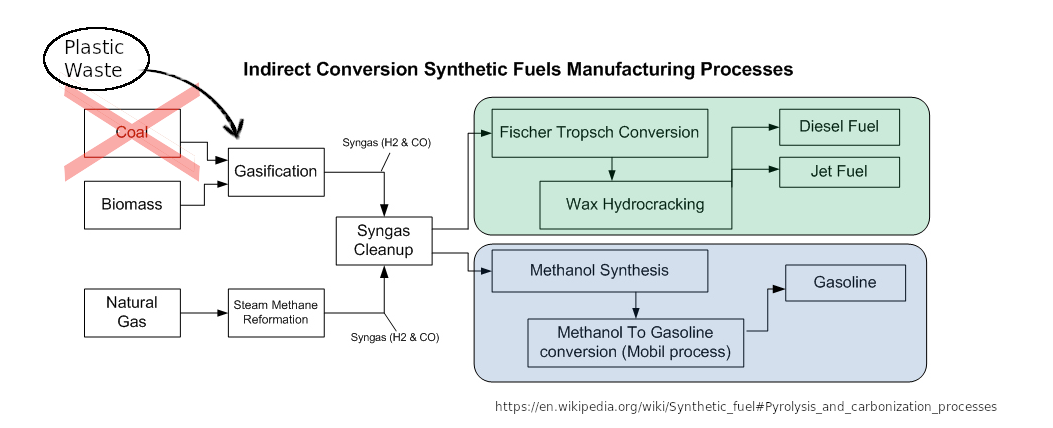 Plastic
Waste
Indirect Conversion Synthetic Fuels Manufacturing Processes
Coal
Biomass
Gasification
Syngas (H2 & CO)
Syngas
Cleanup
Natural
Gas
Steam Methane
Reformation
Syngas (H2 & CO)
Fischer Tropsch Conversion
Wax Hydrocracking
Diesel Fuel
Jet Fuel
Methanol Synthesis
Methanol To Gasoline
conversion (Mobil process)
Gasoline
https://en.wikipedia.org/wiki/Synthetic_fuel#Pyrolysis_and_carbonization_processes